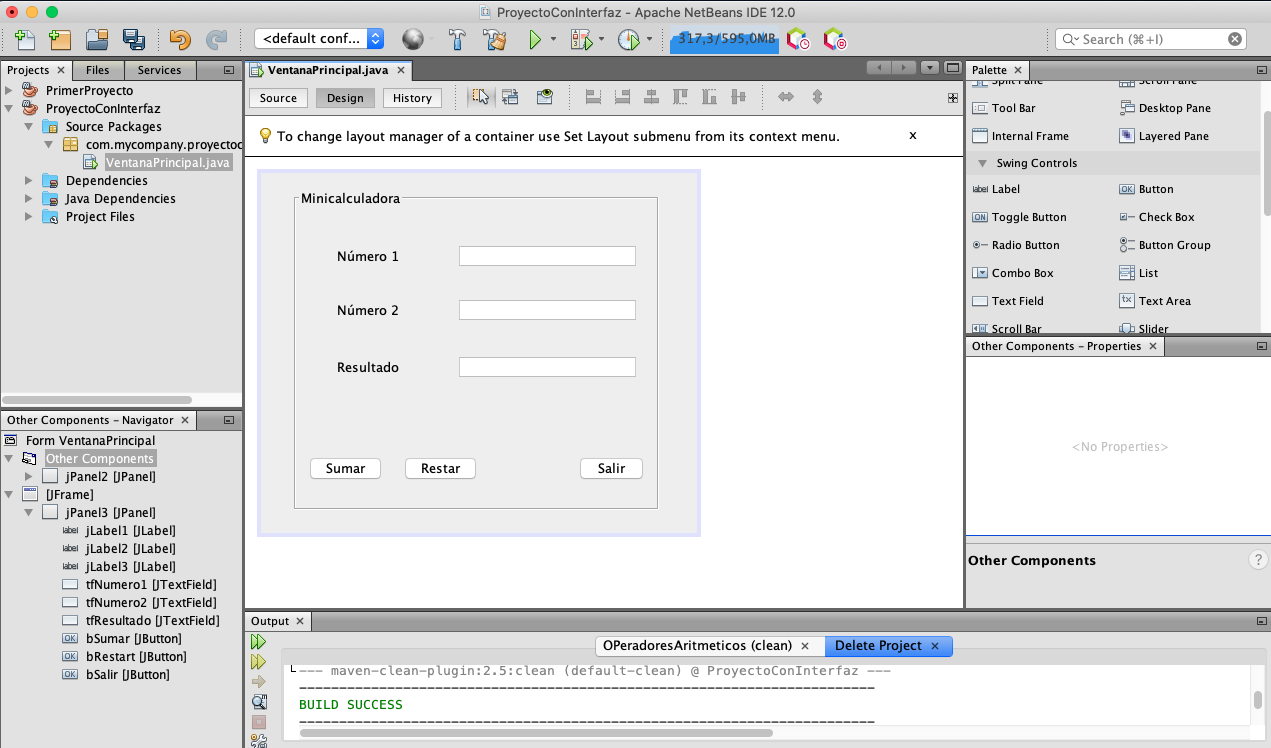 ProyectoConInterfaz - Apache NetBeans IDE 12.0
<default conf...
317,3/595,0MB
Search (⌘+I)
Projects
Files
Services
PrimerProyecto
ProyectoConInterfaz
Source Packages
com.mycompany.proyectoc
VentanaPrincipal.java
Dependencies
Java Dependencies
Project Files
Other Components - Navigator
Form VentanaPrincipal
Other Components
jPanel2 [JPanel]
[JFrame]
jPanel3 [JPanel]
jLabel1 [JLabel]
jLabel2 [JLabel]
jLabel3 [JLabel]
tfNumero1 [JTextField]
tfNumero2 [JTextField]
tfResultado [JTextField]
bSumar [JButton]
bRestart [JButton]
bSalir [JButton]
VentanaPrincipal.java
Source
Design
History
To change layout manager of a container use Set Layout submenu from its context menu.
x
Minicalculadora
Número 1
Número 2
Resultado
Sumar
Restar
Salir
Output
OPeradoresAritmeticos (clean)
Delete Project
--- maven-clean-plugin:2.5:clean (default-clean) @ ProyectoConInterfaz ---
------------------------------------------------------------------------
BUILD SUCCESS
------------------------------------------------------------------------
Palette
Split Pane
Scroll Pane
Tool Bar
Desktop Pane
Internal Frame
Layered Pane
Swing Controls
label Label
OK Button
ON Toggle Button
Check Box
Radio Button
Button Group
Combo Box
List
Text Field
Text Area
Scroll Bar
Slider
Other Components - Properties
<No Properties>
Other Components
?